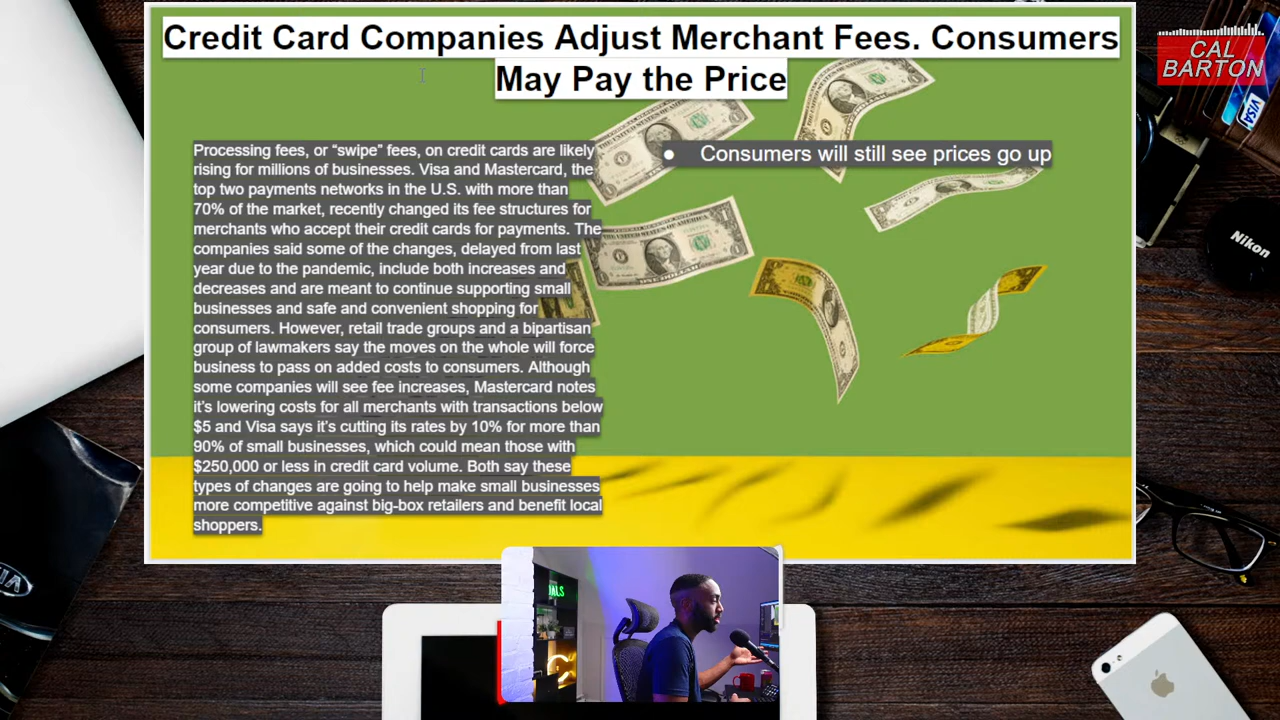 Credit Card Companies Adjust Merchant Fees. Consumers
May Pay the Price
CAL
BARTON
VISA
Processing fees, or “swipe” fees, on credit cards are likely
rising for millions of businesses. Visa and Mastercard, the
top two payments networks in the U.S. with more than
70% of the market, recently changed its fee structures for
merchants who accept their credit cards for payments. The
companies said some of the changes, delayed from last
year due to the pandemic, include both increases and
decreases and are meant to continue supporting small
businesses and safe and convenient shopping for
consumers. However, retail trade groups and a bipartisan
group of lawmakers say the moves on the whole will force
business to pass on added costs to consumers. Although
some companies will see fee increases, Mastercard notes
it’s lowering costs for all merchants with transactions below
$5 and Visa says it’s cutting its rates by 10% for more than
90% of small businesses, which could mean those with
$250,000 or less in credit card volume. Both say these
types of changes are going to help make small businesses
more competitive against big-box retailers and benefit local
shoppers.
● Consumers will still see prices go up
Nikon